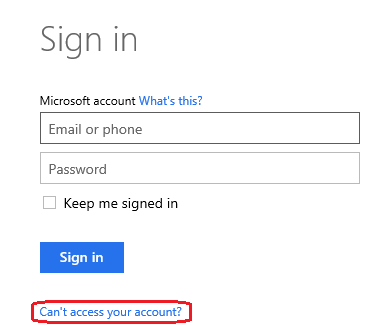 Sign in
Microsoft account What's this?
Email or phone
Password
Keep me signed in
Sign in
Can't access your account?